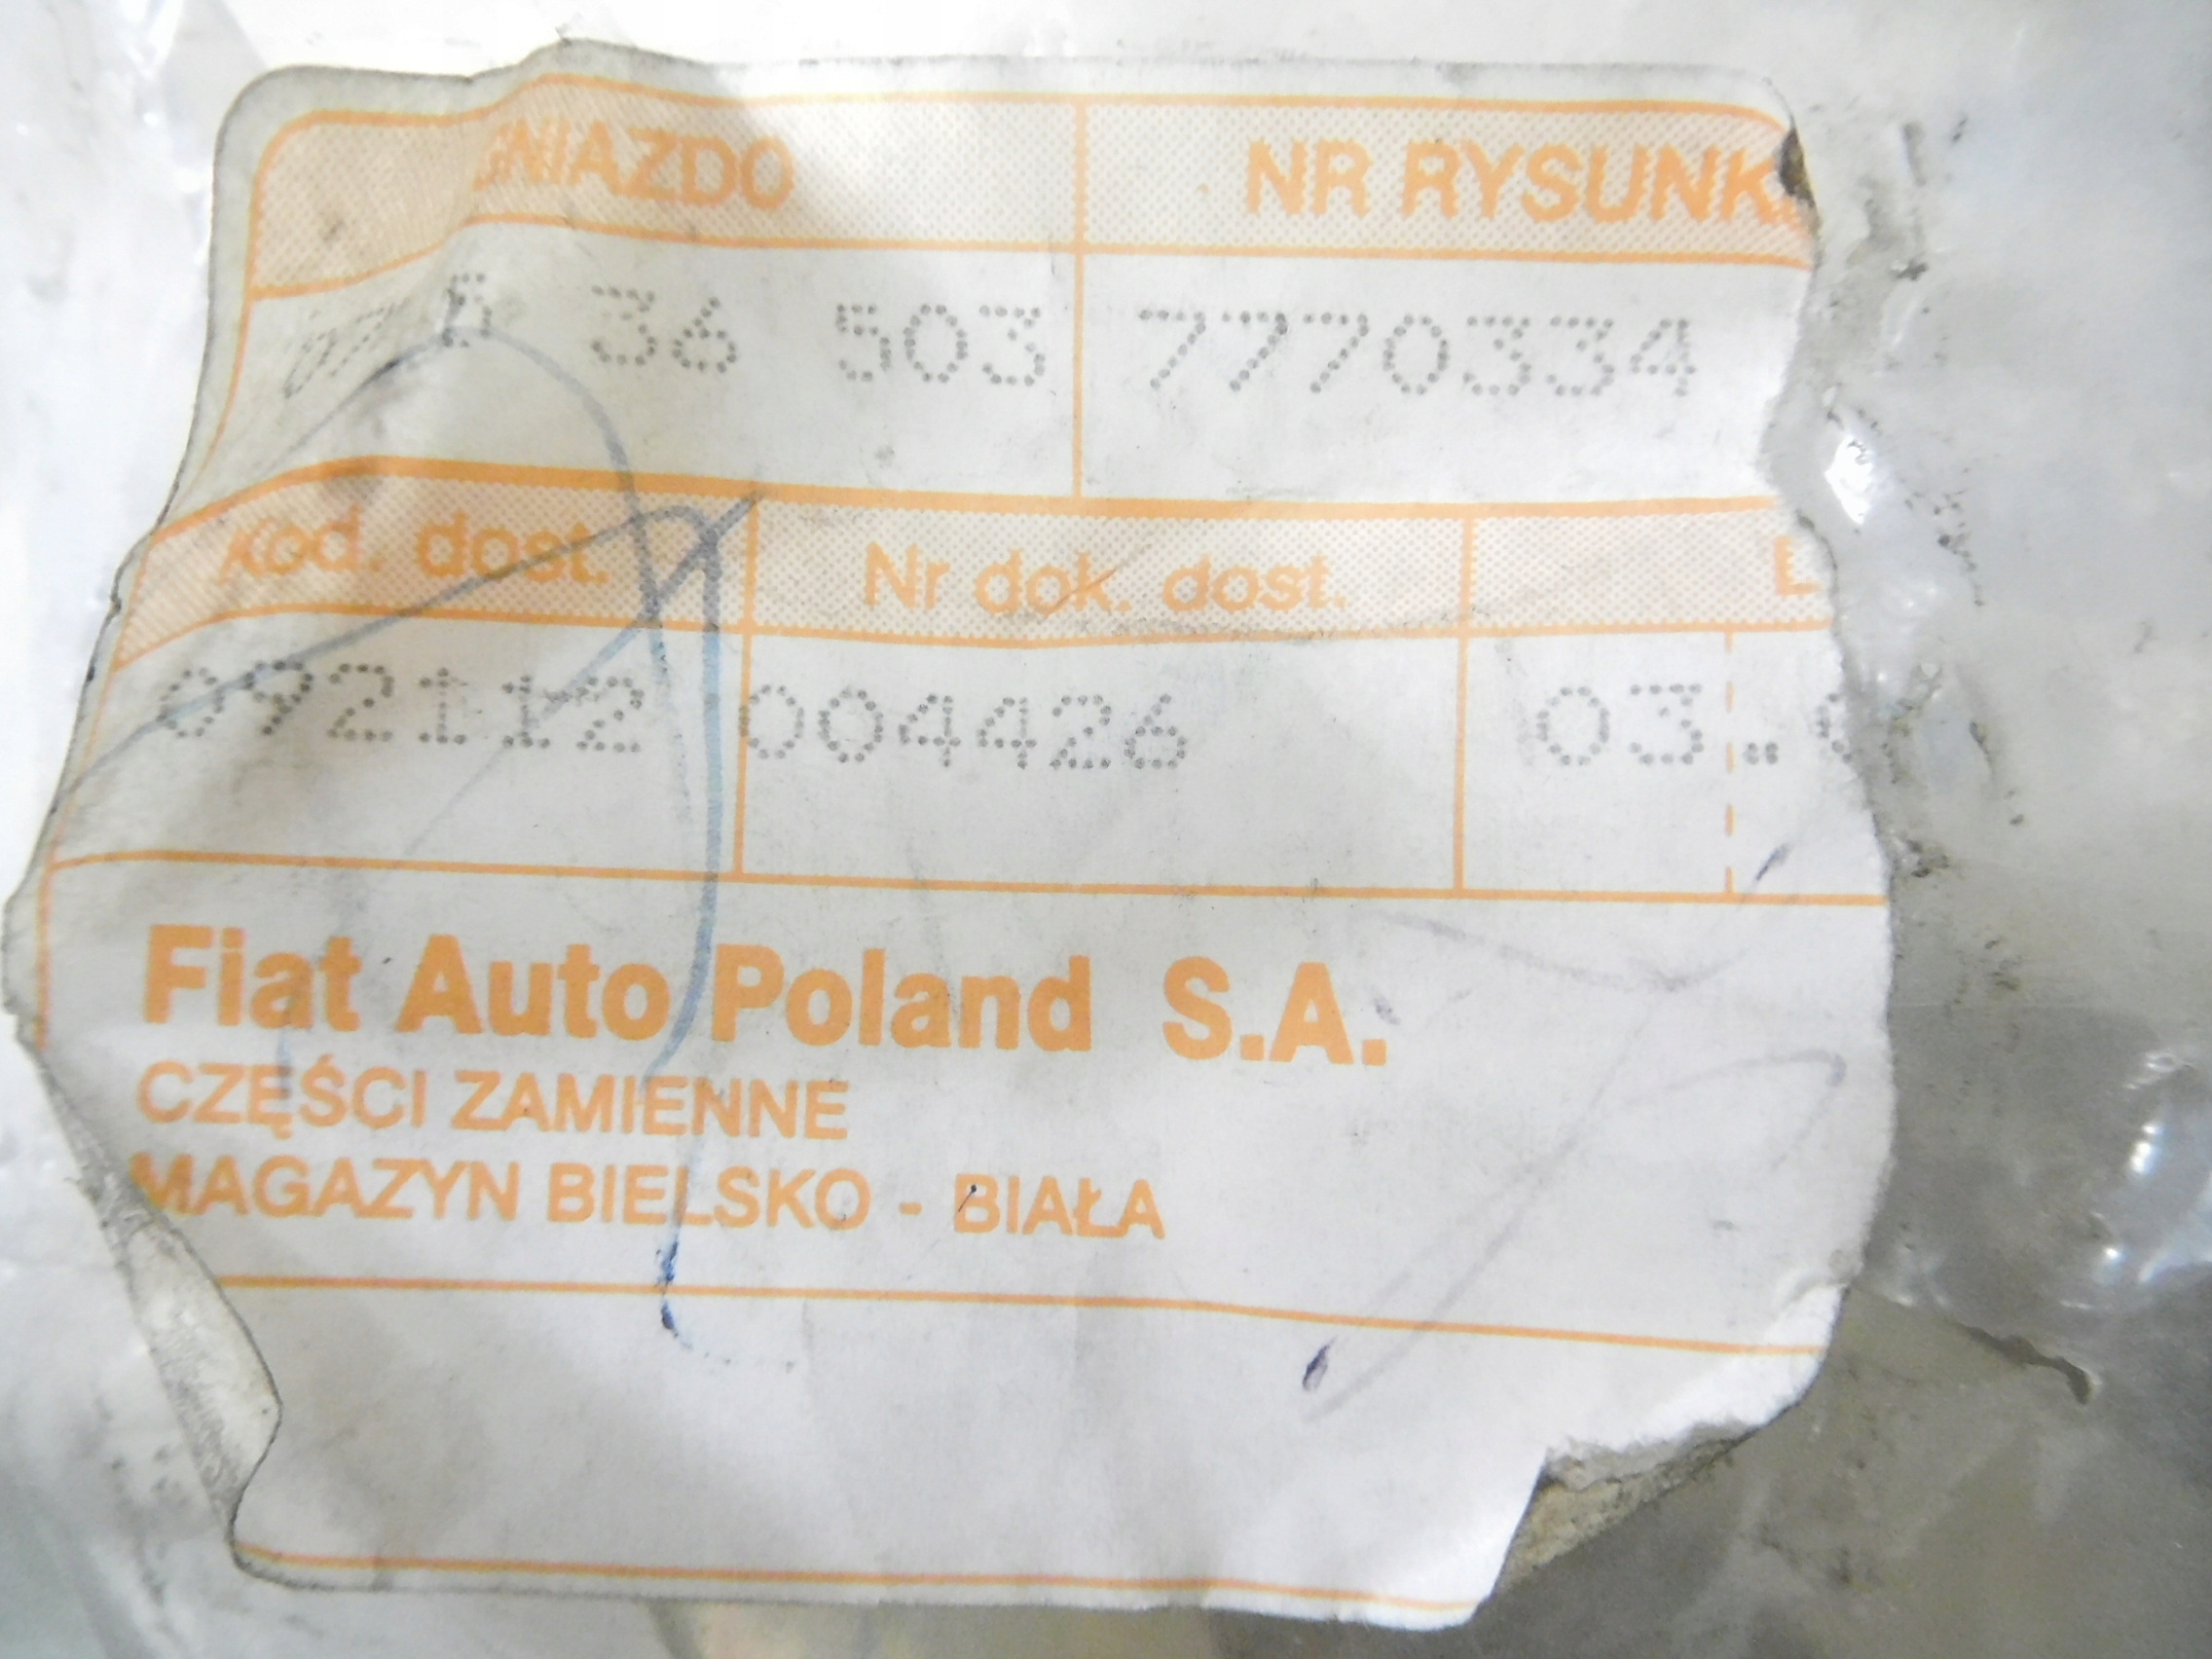 GNIAZDO NR RYSUNK
36 503 7770334
Kod. dost. Nr dok. dost.
092112 004426 03.
Fiat Auto Poland S.A.
CZĘŚCI ZAMIENNE
MAGAZYN BIELSKO - BIAŁA